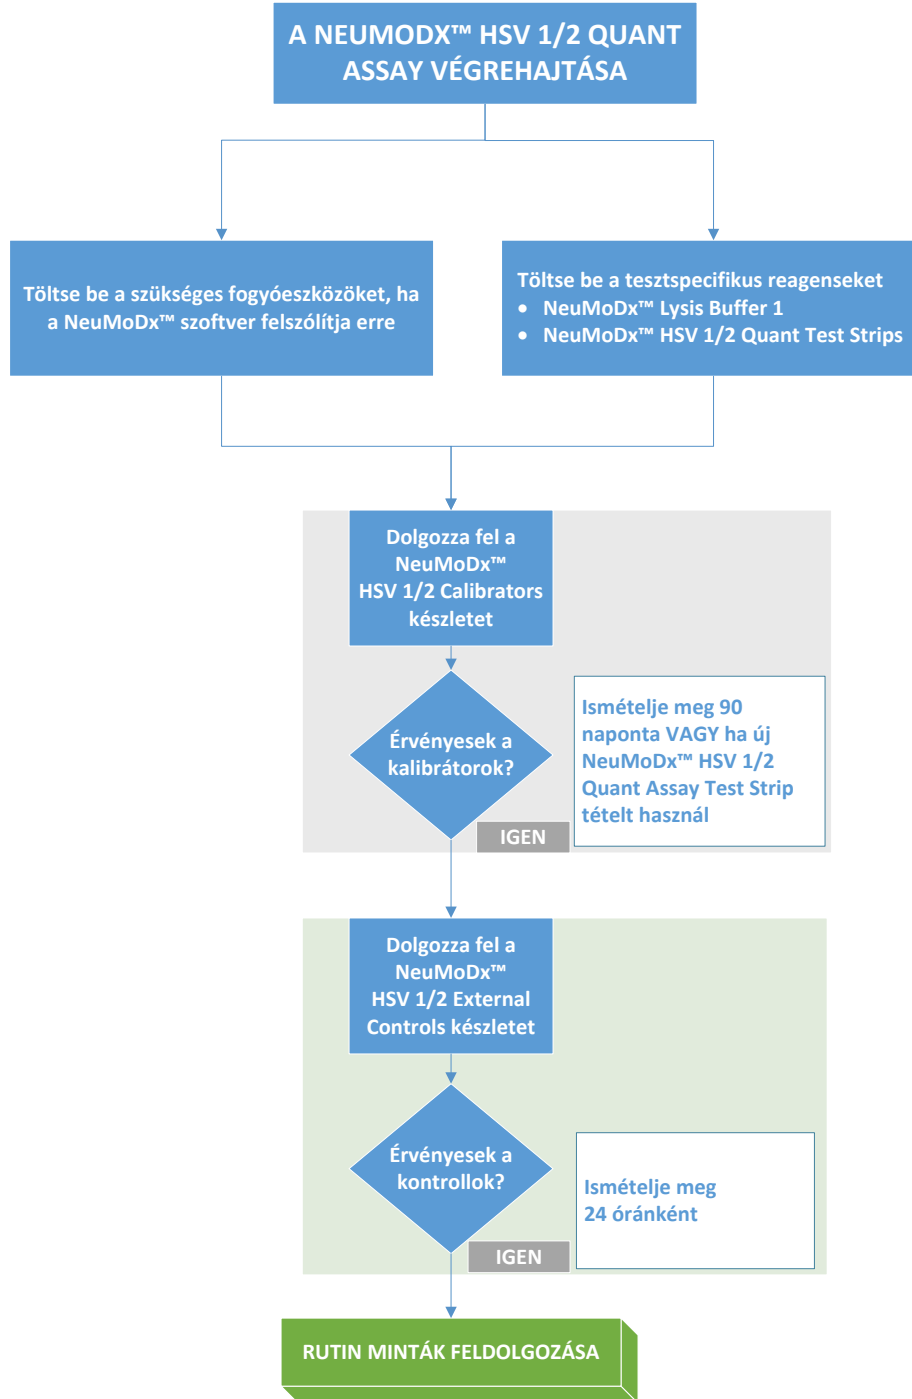 A NEUMODX™ HSV 1/2 QUANT
ASSAY VÉGREHAJTÁSA
Töltse be a szükséges fogyóeszközöket, ha
a NeuMoDx™ szoftver felszólítja erre
Töltse be a tesztspecifikus reagenseket
• NeuMoDx™ Lysis Buffer 1
• NeuMoDx™ HSV 1/2 Quant Test Strips
Dolgozza fel a
NeuMoDx™
HSV 1/2 Calibrators
készletet
Érvényesek a
kalibrátorok?
Ismételje meg 90
naponta VAGY ha új
NeuMoDx™ HSV 1/2
Quant Assay Test Strip
tételt használ
IGEN
Dolgozza fel a
NeuMoDx™
HSV 1/2 External
Controls készletet
Érvényesek a
kontrollok?
Ismételje meg
24 óránként
IGEN
RUTIN MINTÁK FELDOLGOZÁSA